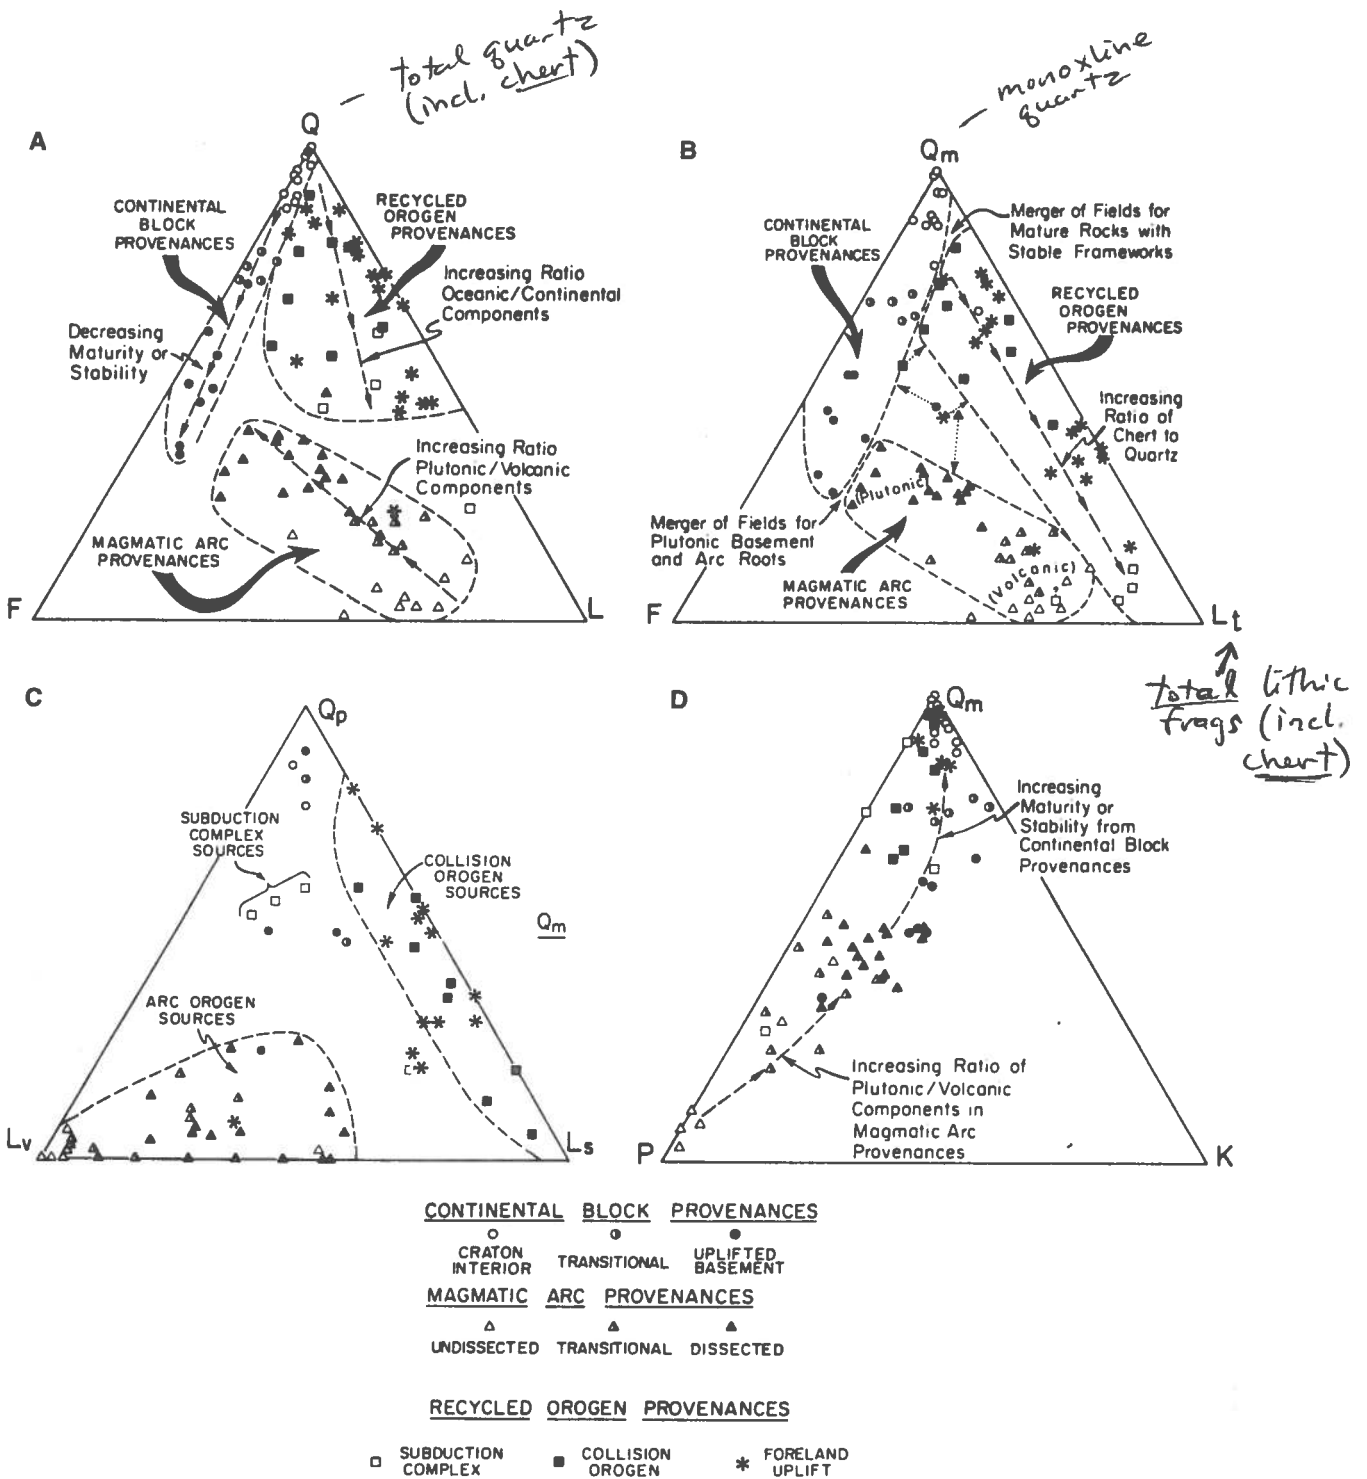 total quartz
(incl. chert)
monoxline
quartz
A
Q
CONTINENTAL
BLOCK
PROVENANCES
RECYCLED
OROGEN
PROVENANCES
Increasing Ratio
Oceanic/Continental
Components
Decreasing
Maturity or
Stability
Increasing Ratio
Plutonic/Volcanic
Components
MAGMATIC ARC
PROVENANCES
F
L
B
Qm
CONTINENTAL
BLOCK
PROVENANCES
Merger of Fields for
Mature Rocks with
Stable Frameworks
RECYCLED
OROGEN
PROVENANCES
Increasing
Ratio of
Chert to
Quartz
(Plutonic)
Merger of Fields for
Plutonic Basement
and Arc Roots
MAGMATIC ARC
PROVENANCES
(Volcanic)
F
Lt
total lithic
frags (incl.
chert)
C
Qp
SUBDUCTION
COMPLEX
SOURCES
COLLISION
OROGEN
SOURCES
Qm
ARC OROGEN
SOURCES
Lv
Ls
D
Qm
Increasing
Maturity or
Stability from
Continental Block
Provenances
Increasing Ratio of
Plutonic/Volcanic
Components in
Magmatic Arc
Provenances
P
K
CONTINENTAL BLOCK PROVENANCES
CRATON
INTERIOR
TRANSITIONAL
UPLIFTED
BASEMENT
MAGMATIC ARC PROVENANCES
UNDISSECTED TRANSITIONAL DISSECTED
RECYCLED OROGEN PROVENANCES
SUBDUCTION
COMPLEX
COLLISION
OROGEN
FORELAND
UPLIFT